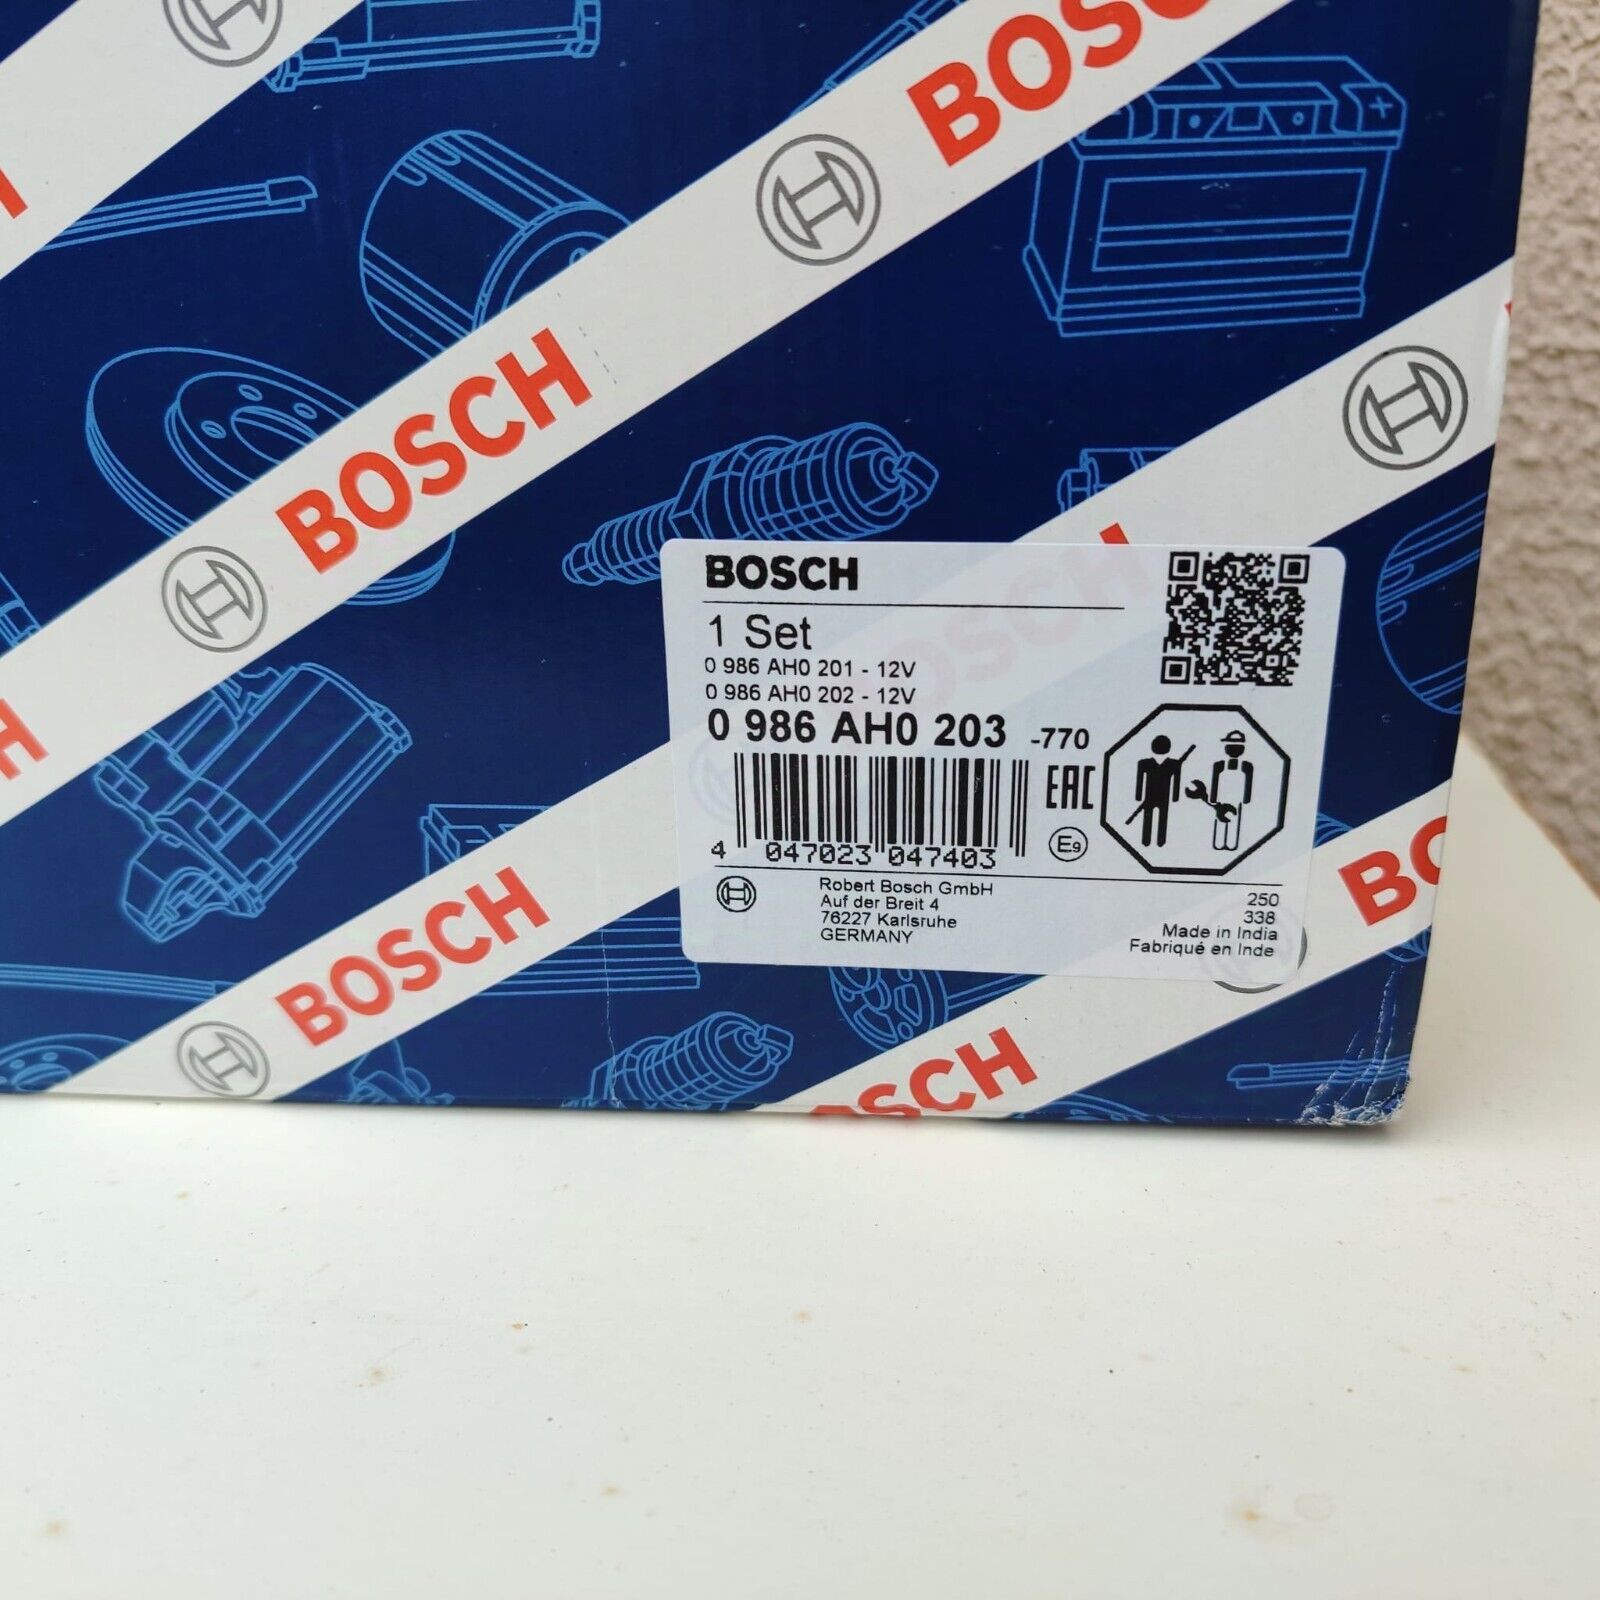 BOSCH
BOSCH
BOSCH
1 Set
0 986 AH0 201 - 12V
0 986 AH0 202 - 12V
0 986 AH0 203 -770
EAC
E9
4 047023 047403
Robert Bosch GmbH
Auf der Breit 4
76227 Karlsruhe
GERMANY
250
338
Made in India
Fabriqué en Inde
BOSCH
BOSCH